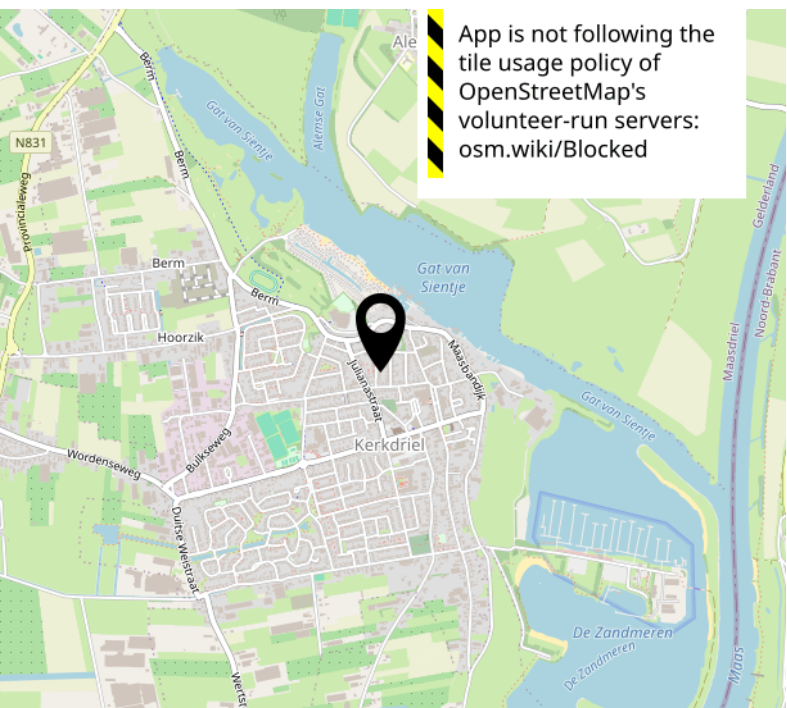 App is not following the
tile usage policy of
OpenStreetMap's
volunteer-run servers:
osm.wiki/Blocked
Ale
Berm
Gat van Sientje
Alemse Gat
N831
Berm
Provincialeweg
Gelderland
Noord-Brabant
Berm
Gat van
Sientje
Berm
Hoorzik
Maasdriel
Maasbandijk
Julianastraat
Gat van Sientje
Kerkdriel
Bulkseweg
Wordenseweg
Duitse Weistraat
De Zandmeren
De Zandmeren
Maas
Wertst